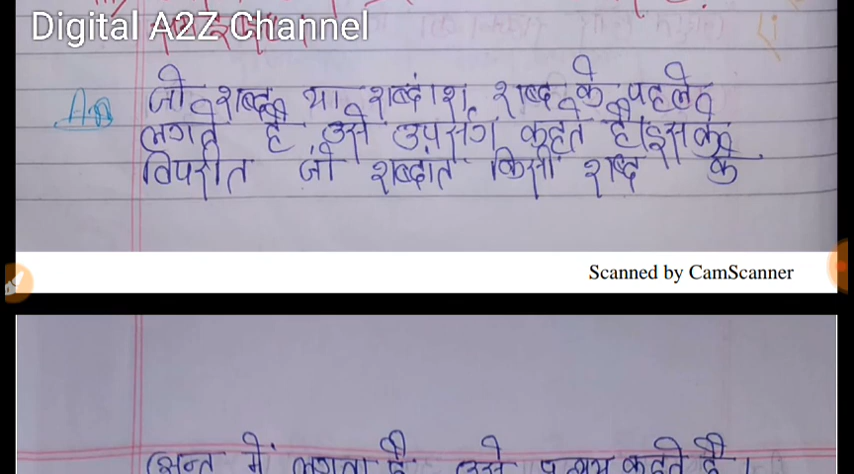 Digital A2Z Channel
Ans
जो शब्द या शब्दांश शब्द के पहले
लगते है उसे उपसर्ग कहते है। इसके
विपरीत जो शब्दात किसी शब्द के
Scanned by CamScanner
अन्त में लगता है उसे प्रत्यय कहते है।